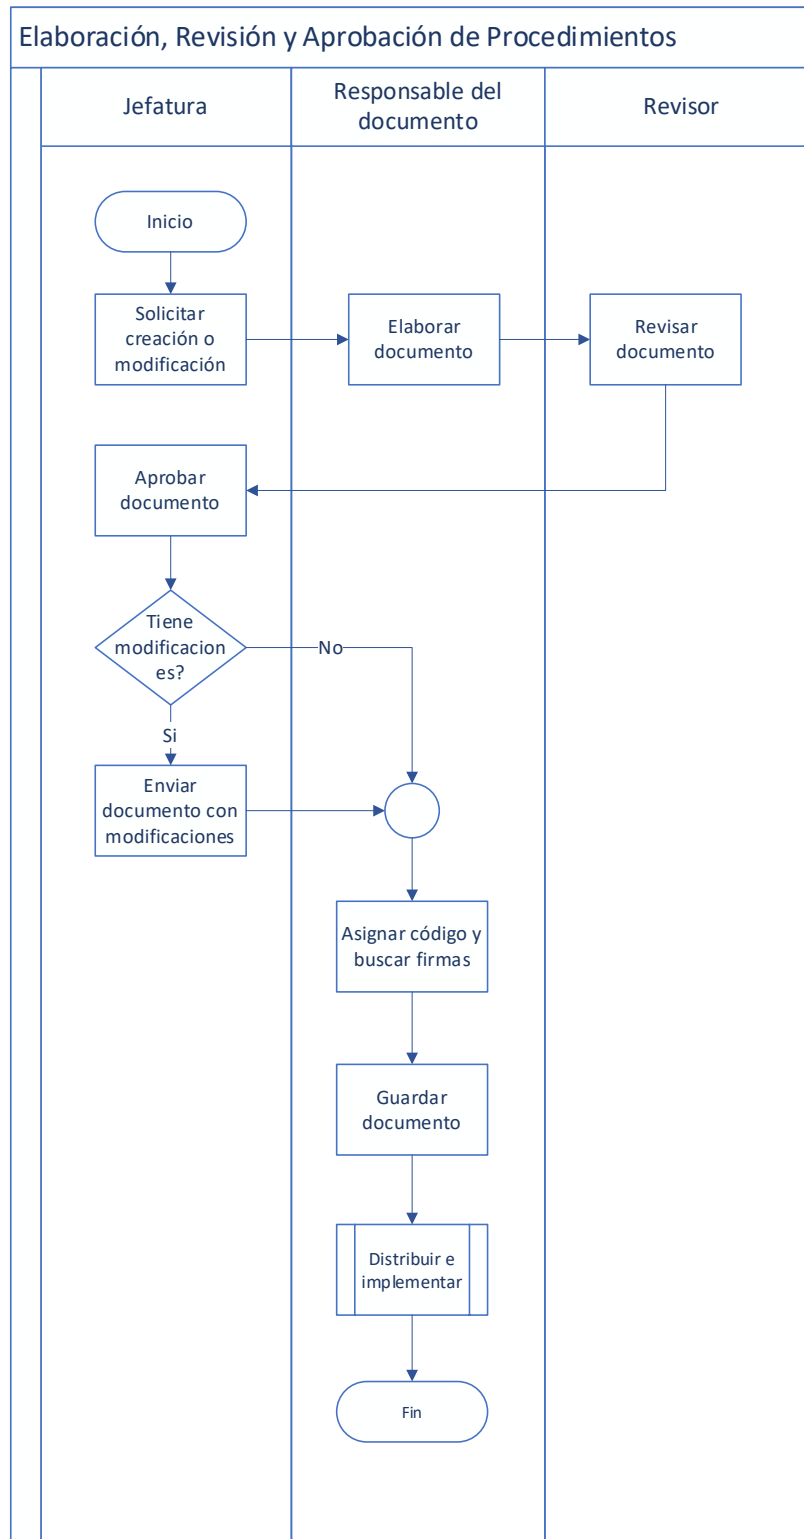 Elaboración, Revisión y Aprobación de Procedimientos
Jefatura
Responsable del
documento
Revisor
Inicio
Solicitar
creación o
modificación
Elaborar
documento
Revisar
documento
Aprobar
documento
Tiene
modificacion
es?
No
Si
Enviar
documento con
modificaciones
Asignar código y
buscar firmas
Guardar
documento
Distribuir e
implementar
Fin